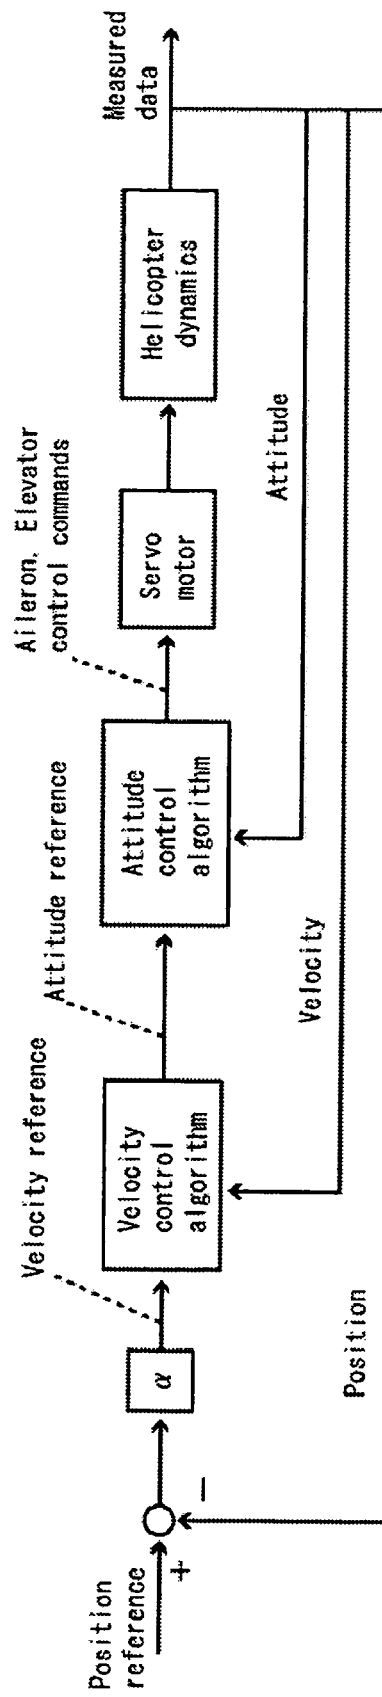 Position
reference
+
−
α
Velocity reference
Velocity
control
algorithm
Attitude reference
Attitude
control
algorithm
Aileron, Elevator
control commands
Servo
motor
Helicopter
dynamics
Measured
data
Attitude
Velocity
Position